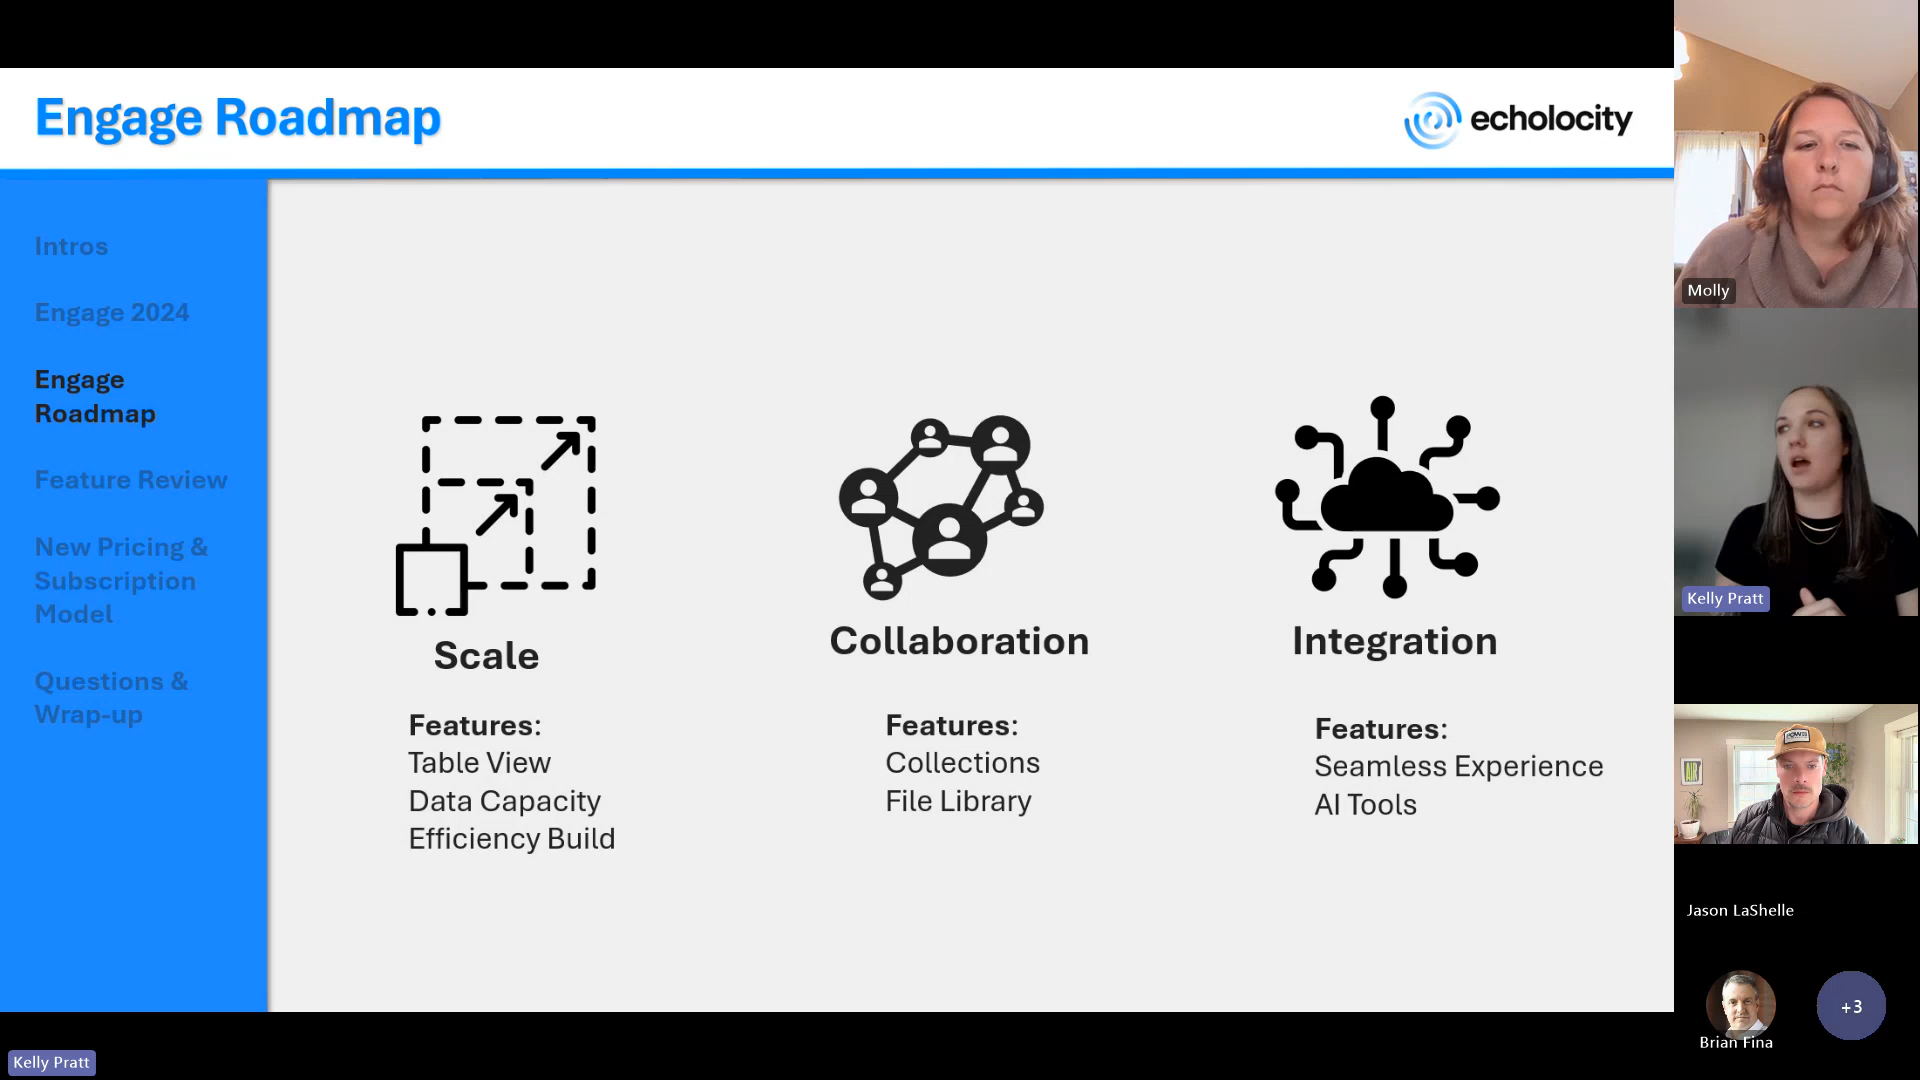 Engage Roadmap
echolocity
Intros
Engage 2024
Engage
Roadmap
Feature Review
New Pricing &
Subscription
Model
Questions &
Wrap-up
Scale
Features:
Table View
Data Capacity
Efficiency Build
Collaboration
Features:
Collections
File Library
Integration
Features:
Seamless Experience
AI Tools
Molly
Kelly Pratt
Jason LaShelle
Brian Fina
+3
Kelly Pratt